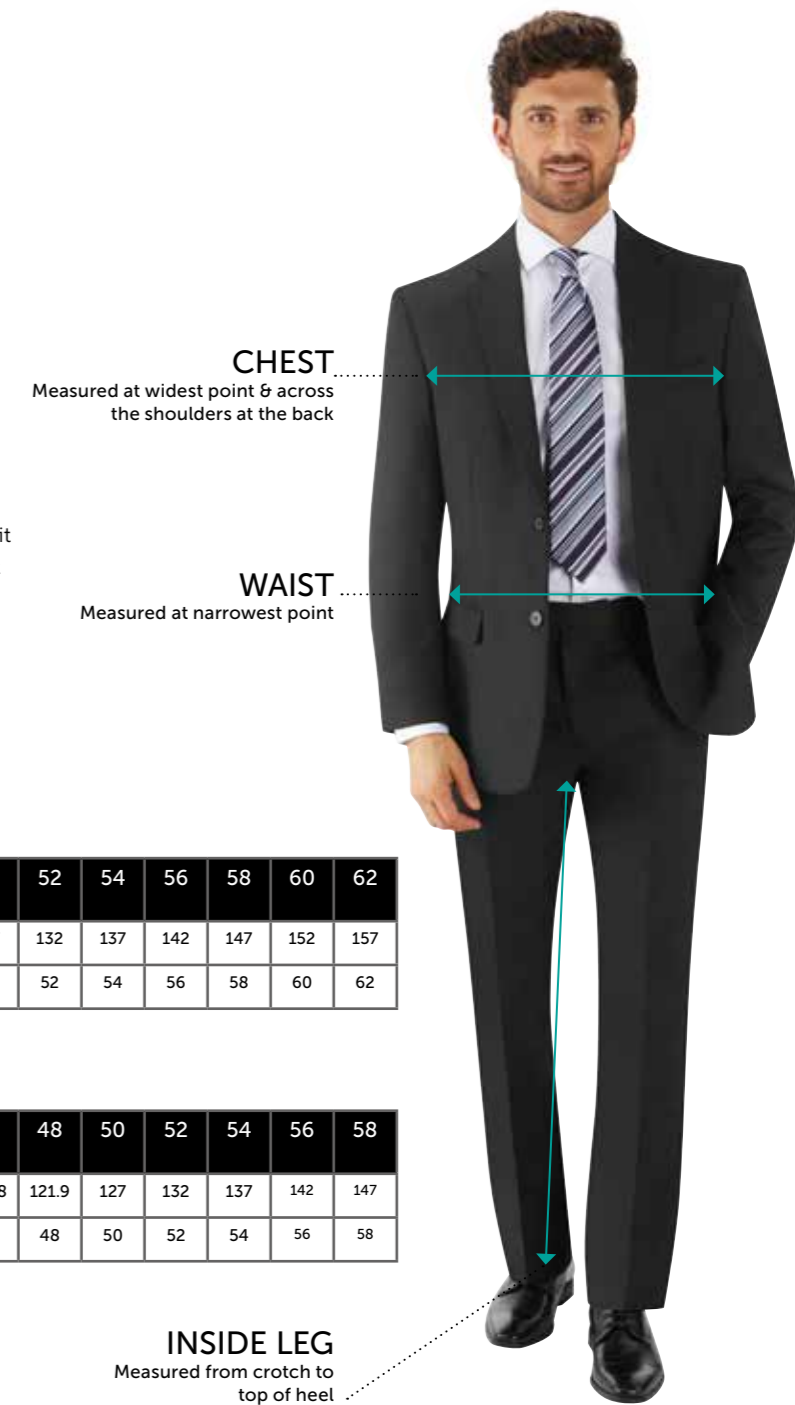 CHEST
Measured at widest point & across
the shoulders at the back
it
WAIST
Measured at narrowest point
52 54 56 58 60 62
132 137 142 147 152 157
52 54 56 58 60 62
48 50 52 54 56 58
8 121.9 127 132 137 142 147
48 50 52 54 56 58
INSIDE LEG
Measured from crotch to
top of heel